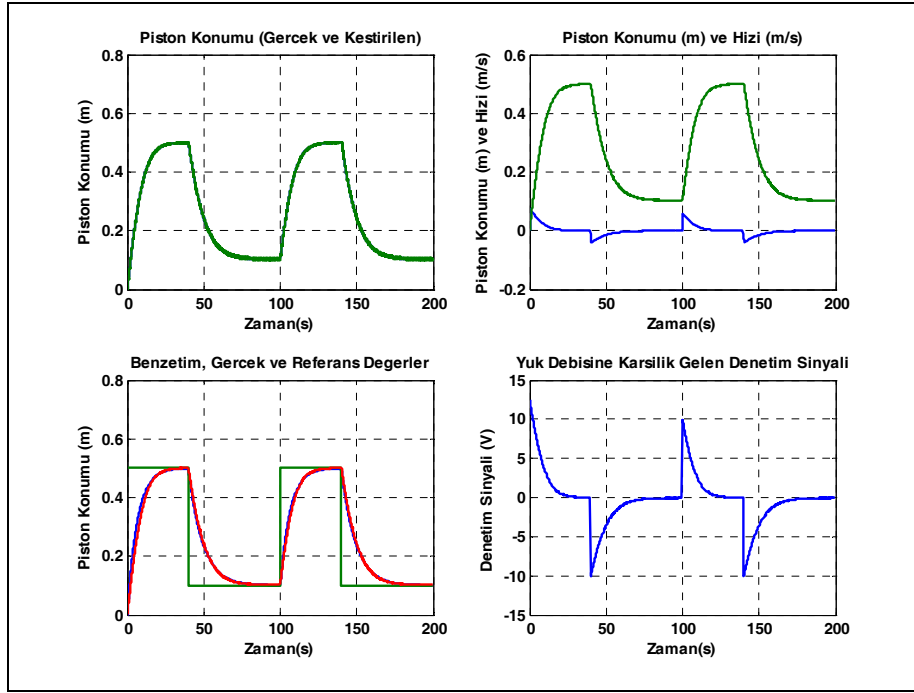 Piston Konumu (Gercek ve Kestirilen)
0.8
0.6
0.4
0.2
0
Piston Konumu (m)
0 50 100 150 200
Zaman(s)
Piston Konumu (m) ve Hizi (m/s)
0.6
0.4
0.2
0
-0.2
Piston Konumu (m) ve Hizi (m/s)
0 50 100 150 200
Zaman(s)
Benzetim, Gercek ve Referans Degerler
0.8
0.6
0.4
0.2
0
Piston Konumu (m)
0 50 100 150 200
Zaman(s)
Yuk Debisine Karsilik Gelen Denetim Sinyali
15
10
5
0
-5
-10
-15
Denetim Sinyali (V)
0 50 100 150 200
Zaman(s)